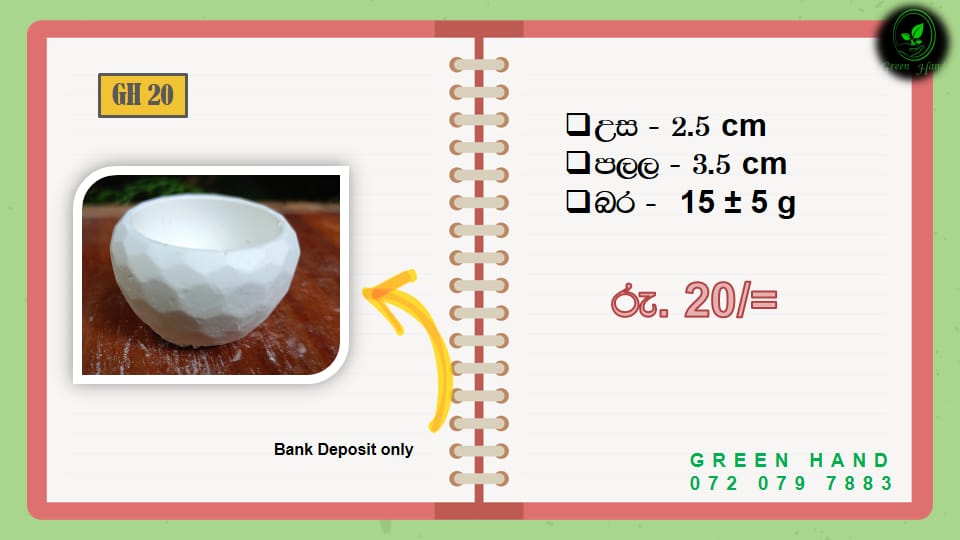 GH 20
Bank Deposit only
Green Hand
❑උස - 2.5 cm
❑පලල - 3.5 cm
❑බර - 15 ± 5 g
රු. 20/=
GREEN HAND
072 079 7883